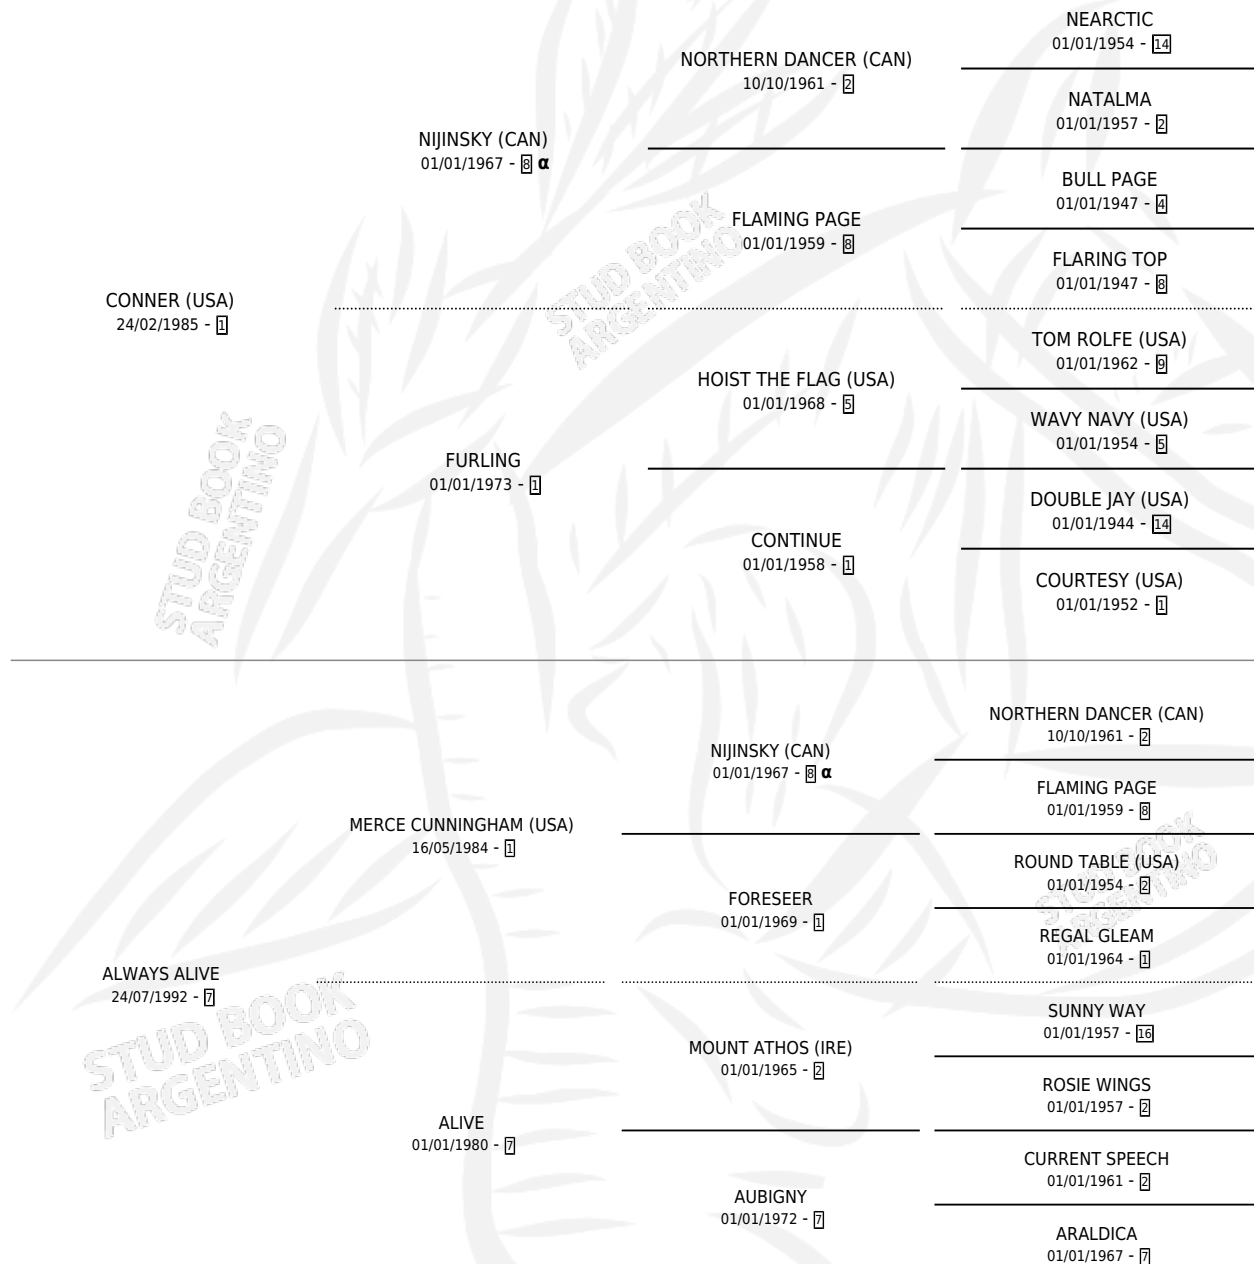 NEARCTIC
01/01/1954 - 14
NORTHERN DANCER (CAN)
10/10/1961 - 2
NATALMA
01/01/1957 - 2
NIJINSKY (CAN)
01/01/1967 - 8 α
BULL PAGE
01/01/1947 - 4
FLAMING PAGE
01/01/1959 - 8
FLARING TOP
01/01/1947 - 8
CONNER (USA)
24/02/1985 - 1
TOM ROLFE (USA)
01/01/1962 - 9
HOIST THE FLAG (USA)
01/01/1968 - 5
WAVY NAVY (USA)
01/01/1954 - 5
FURLING
01/01/1973 - 1
DOUBLE JAY (USA)
01/01/1944 - 14
CONTINUE
01/01/1958 - 1
COURTESY (USA)
01/01/1952 - 1
NORTHERN DANCER (CAN)
10/10/1961 - 2
NIJINSKY (CAN)
01/01/1967 - 8 α
FLAMING PAGE
01/01/1959 - 8
MERCE CUNNINGHAM (USA)
16/05/1984 - 1
ROUND TABLE (USA)
01/01/1954 - 2
FORESEER
01/01/1969 - 1
REGAL GLEAM
01/01/1964 - 1
ALWAYS ALIVE
24/07/1992 - 7
SUNNY WAY
01/01/1957 - 16
MOUNT ATHOS (IRE)
01/01/1965 - 2
ROSIE WINGS
01/01/1957 - 2
ALIVE
01/01/1980 - 7
CURRENT SPEECH
01/01/1961 - 2
AUBIGNY
01/01/1972 - 7
ARALDICA
01/01/1967 - 7
STUD BOOK
ARGENTINO
STUD BOOK
ARGENTINO
STUD BOOK
ARGENTINO
STUD BOOK
ARGENTINO